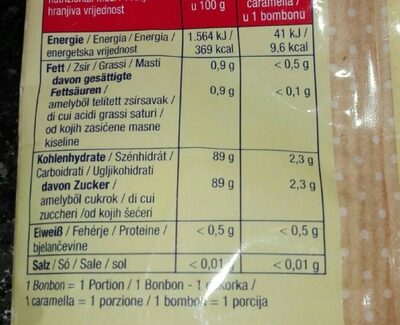 hranjiva vrijednost
u 100 g
caramella /
u 1 bombonu
Energie / Energía / Energia /
energetska vrijednost
1.564 kJ /
369 kcal
41 kJ /
9.6 kcal
Fett / Zsír / Grassi / Masti
0,9 g
< 0,5 g
davon gesättigte
Fettsäuren /
amelyből telített zsírsavak /
di cui acidi grassi saturi /
od kojih zasićene masne
kiseline
0,9 g
< 0,1 g
Kohlenhydrate / Szénhidrát /
Carboidrati / Ugljikohidrati
89 g
2,3 g
davon Zucker /
amelyből cukrok / di cui
zuccheri /od kojih šećeri
89 g
2,3 g
Eiweiß / Fehérje / Proteine /
bjelančevine
< 0,5 g
< 0,5 g
Salz / Só / Sale / sol
< 0,01 g
< 0,01 g
1 Bonbon = 1 Portion / 1 Bonbon - 1
1 caramella = 1 porzione / 1 bombon = 1 porcija